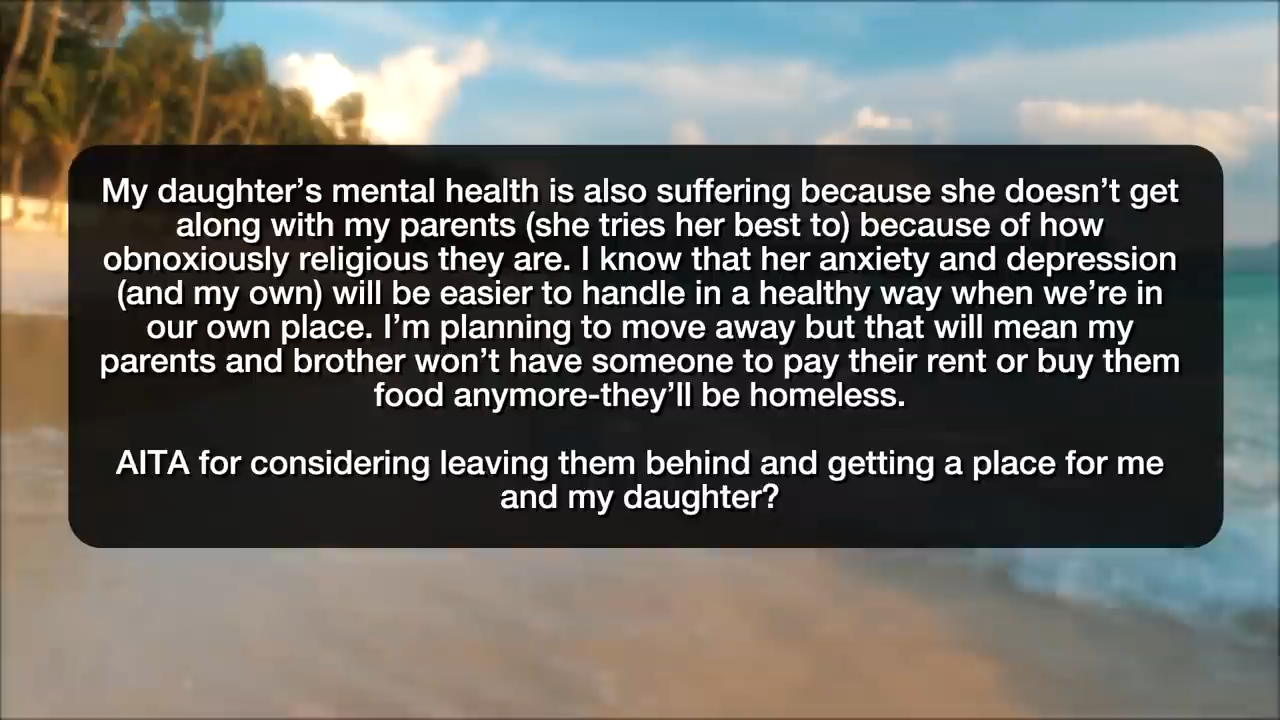 My daughter’s mental health is also suffering because she doesn’t get
along with my parents (she tries her best to) because of how
obnoxiously religious they are. I know that her anxiety and depression
(and my own) will be easier to handle in a healthy way when we’re in
our own place. I’m planning to move away but that will mean my
parents and brother won’t have someone to pay their rent or buy them
food anymore-they’ll be homeless.
AITA for considering leaving them behind and getting a place for me
and my daughter?